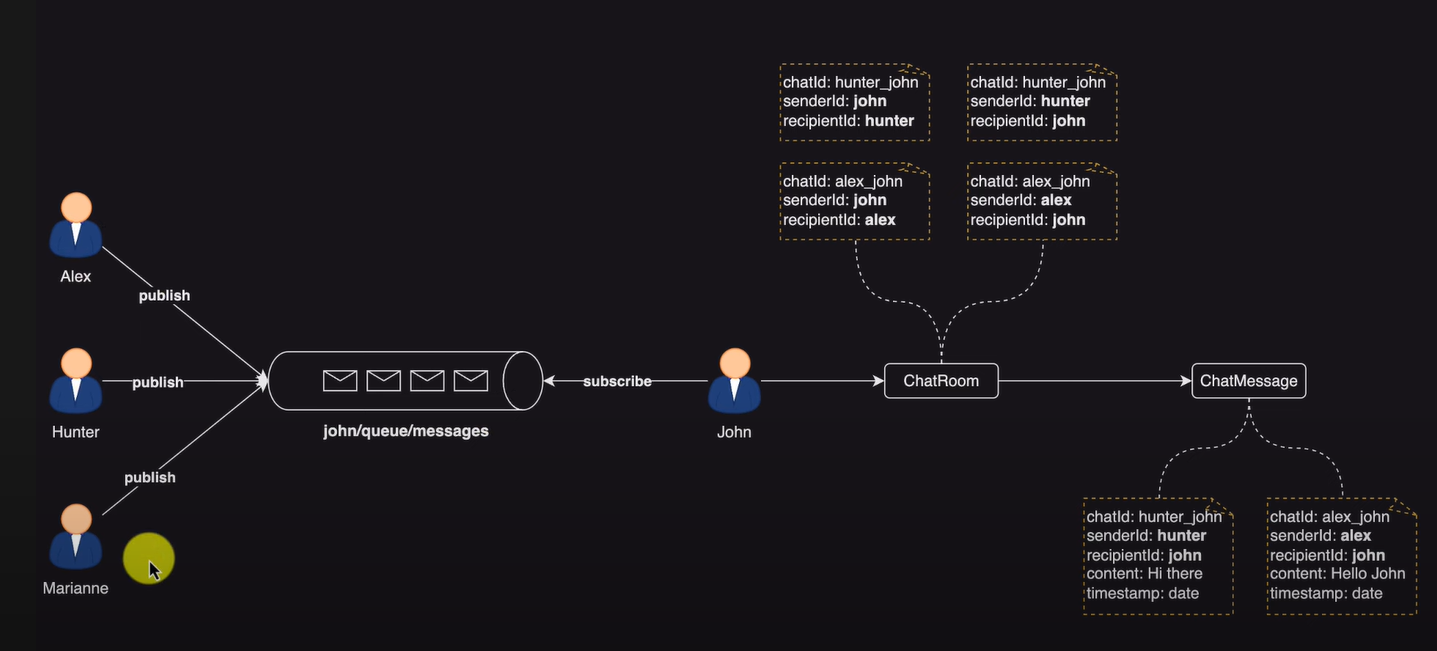 chatId: hunter_john
senderId: john
recipientId: hunter
chatId: hunter_john
senderId: hunter
recipientId: john
chatId: alex_john
senderId: john
recipientId: alex
chatId: alex_john
senderId: alex
recipientId: john
Alex
publish
Hunter
publish
Marianne
publish
john/queue/messages
subscribe
John
ChatRoom
ChatMessage
chatId: hunter_john
senderId: hunter
recipientId: john
content: Hi there
timestamp: date
chatId: alex_john
senderId: alex
recipientId: john
content: Hello John
timestamp: date